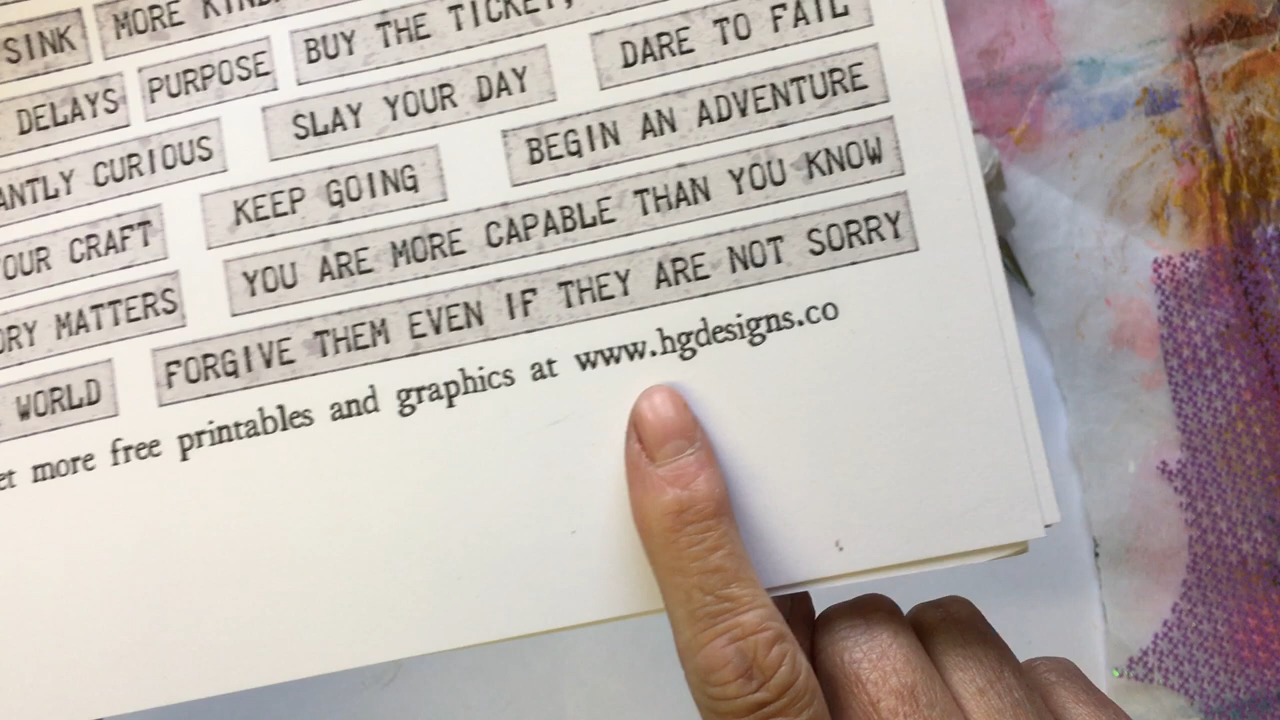 SINK MORE
BUY THE TICKET,
DELAYS PURPOSE DARE TO FAIL
SLAY YOUR DAY
CURIOUS BEGIN AN ADVENTURE
KEEP GOING
CRAFT YOU ARE MORE CAPABLE THAN YOU KNOW
MATTERS
WORLD FORGIVE THEM EVEN IF THEY ARE NOT SORRY
more free printables and graphics at www.hgdesigns.co